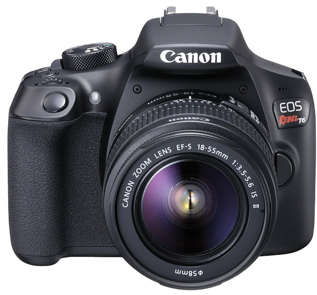 Canon
EOS
REBEL T6
CANON ZOOM LENS EF-S 18-55mm 1:3.5-5.6 IS II
Φ58mm